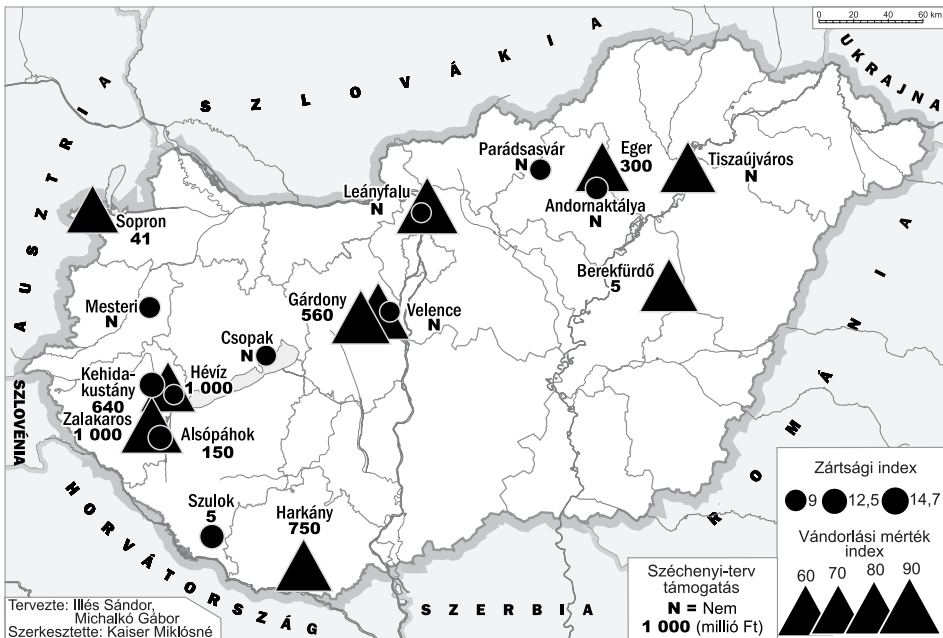 0 20 40 60 km
SZLOVÁKIA
UKRAJNA
AUSZTRIA
Parádsasvár
N
Eger
300
Tiszaújváros
N
Leányfalu
N
Andornaktálya
N
Sopron
41
Berekfürdő
5
Mesteri
N
Gárdony
560
Velence
N
Csopak
N
Kehida-
kustány
640
Hévíz
1 000
Zalakaros
1 000
Alsópáhok
150
SZLOVÉNIA
ROMÁNIA
Szulok
5
Harkány
750
HORVÁTORSZÁG
SZERBIA
Zártsági index
9 12,5 14,7
Vándorlási mérték
index
60 70 80 90
Széchenyi-terv
támogatás
N = Nem
1 000 (millió Ft)
Tervezte: Illés Sándor,
Michalkó Gábor
Szerkesztette: Kaiser Miklósné